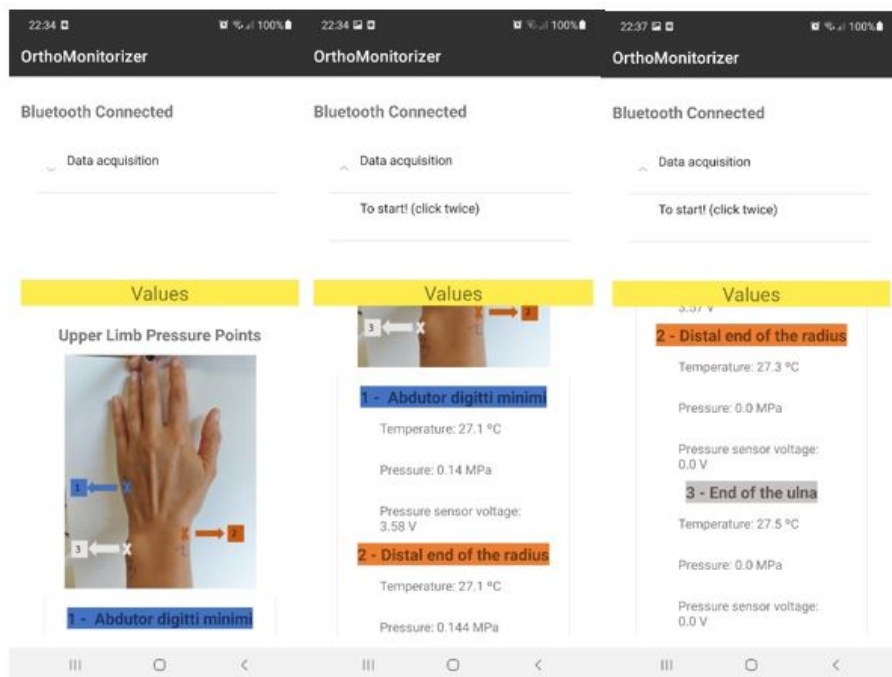 22:34 100%
OrthoMonitorizer
Bluetooth Connected
Data acquisition
Values
Upper Limb Pressure Points
1
2
3
1 - Abdutor digitti minimi
22:34 100%
OrthoMonitorizer
Bluetooth Connected
Data acquisition
To start! (click twice)
Values
3
2
1 - Abdutor digitti minimi
Temperature: 27.1 ºC
Pressure: 0.14 MPa
Pressure sensor voltage:
3.58 V
2 - Distal end of the radius
Temperature: 27.1 ºC
Pressure: 0.144 MPa
22:37 100%
OrthoMonitorizer
Bluetooth Connected
Data acquisition
To start! (click twice)
Values
3.57 V
2 - Distal end of the radius
Temperature: 27.3 ºC
Pressure: 0.0 MPa
Pressure sensor voltage:
0.0 V
3 - End of the ulna
Temperature: 27.5 ºC
Pressure: 0.0 MPa
Pressure sensor voltage:
0.0 V